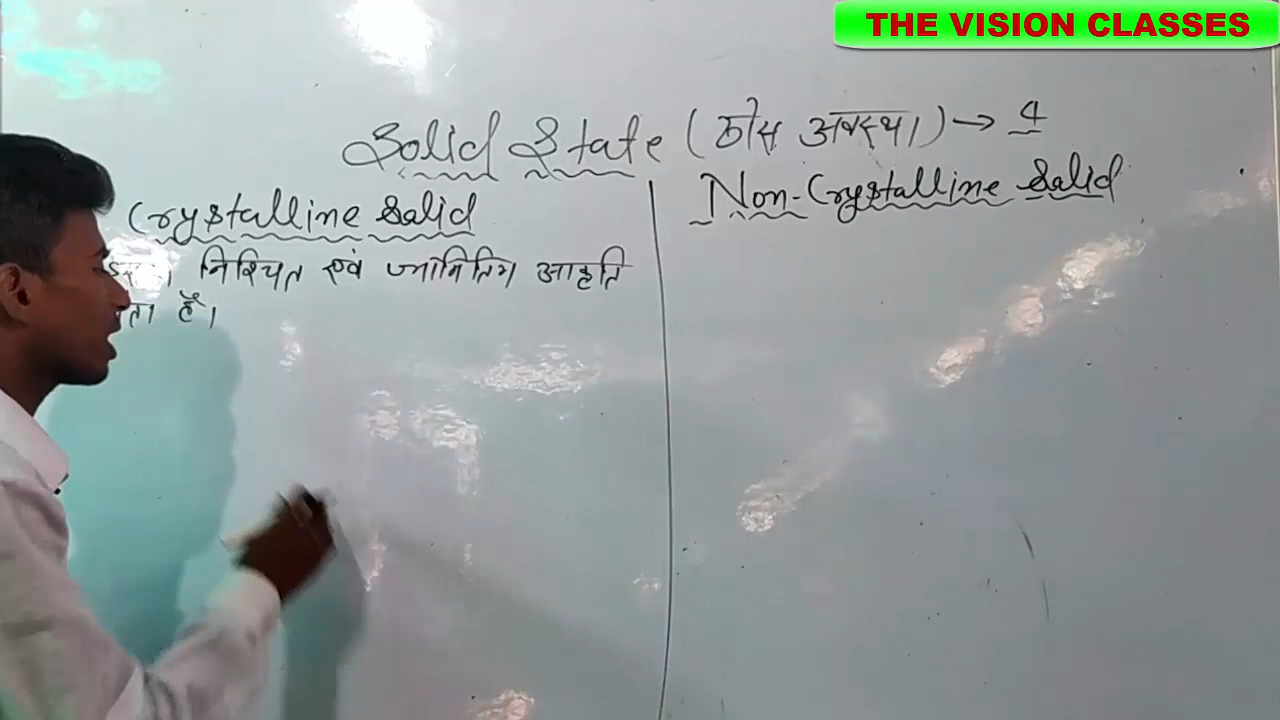 THE VISION CLASSES
Solid State (ठोस अवस्था) → 4
Crystalline Solid
Non-Crystalline Solid
निश्चित एवं ज्यामितिय आकृति
है।